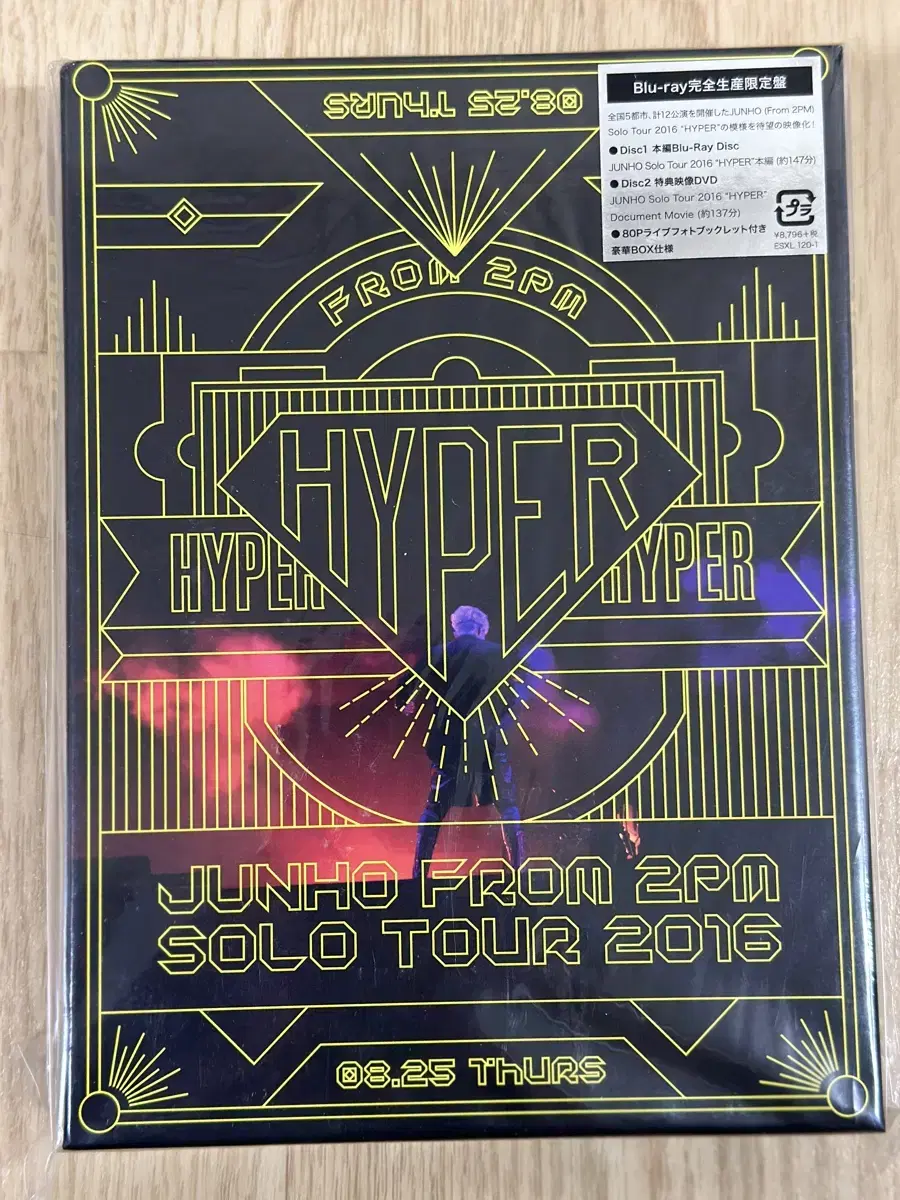 08.25 THURS
Blu-ray完全生産限定盤
全国5都市、計12公演を開催したJUNHO (From 2PM)
Solo Tour 2016 "HYPER"の模様を待望の映像化!
●Disc1 本編Blu-Ray Disc
JUNHO Solo Tour 2016 "HYPER"本編 (約147分)
●Disc2 特典映像DVD
JUNHO Solo Tour 2016 "HYPER"
Document Movie (約137分)
●80Pライブフォトブックレット付き
豪華BOX仕様
プラ
¥8,796+税
ESXL 120-1
FROM 2PM
HYPER
HYPER
HYPER
JUNHO FROM 2PM
SOLO TOUR 2016
08.25 THURS